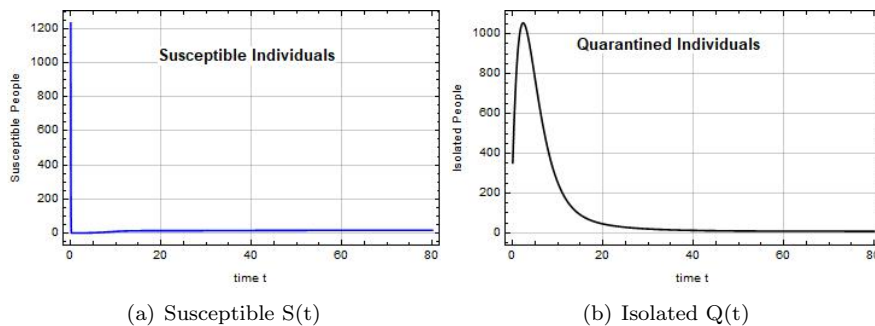 Susceptible Individuals
Susceptible People
1200
1000
800
600
400
200
0
0 20 40 60 80
time t
(a) Susceptible S(t)
Quarantined Individuals
Isolated People
1000
800
600
400
200
0
0 20 40 60 80
time t
(b) Isolated Q(t)